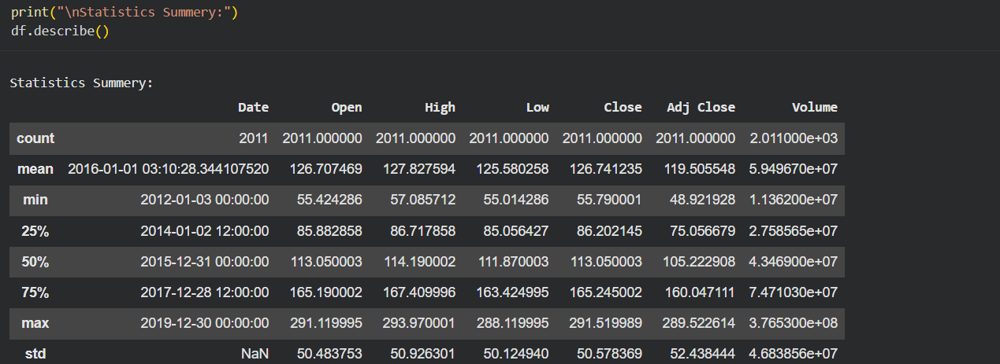 print("\nStatistics Summery:")
df.describe()
Statistics Summery:
Date Open High Low Close Adj Close Volume
count 2011 2011.000000 2011.000000 2011.000000 2011.000000 2011.000000 2.011000e+03
mean 2016-01-01 03:10:28.344107520 126.707469 127.827594 125.580258 126.741235 119.505548 5.949670e+07
min 2012-01-03 00:00:00 55.424286 57.085712 55.014286 55.790001 48.921928 1.136200e+07
25% 2014-01-02 12:00:00 85.882858 86.717858 85.056427 86.202145 75.056679 2.758565e+07
50% 2015-12-31 00:00:00 113.050003 114.190002 111.870003 113.050003 105.222908 4.346900e+07
75% 2017-12-28 12:00:00 165.190002 167.409996 163.424995 165.245002 160.047111 7.471030e+07
max 2019-12-30 00:00:00 291.119995 293.970001 288.119995 291.519989 289.522614 3.765300e+08
std NaN 50.483753 50.926301 50.124940 50.578369 52.438444 4.683856e+07